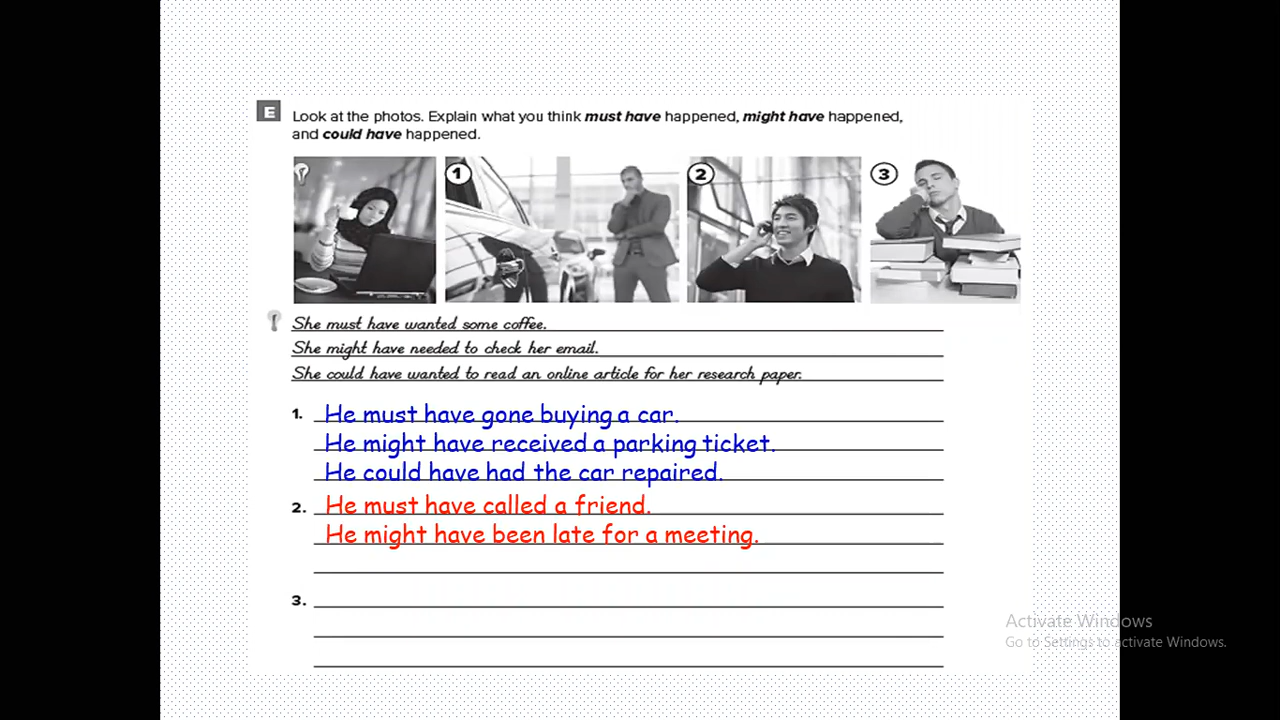 E
Look at the photos. Explain what you think must have happened, might have happened,
and could have happened.
1
2
3
She must have wanted some coffee.
She might have needed to check her email.
She could have wanted to read an online article for her research paper.
1. He must have gone buying a car.
He might have received a parking ticket.
He could have had the car repaired.
2. He must have called a friend.
He might have been late for a meeting.
3.
Activate Windows
Go to Settings to activate Windows.